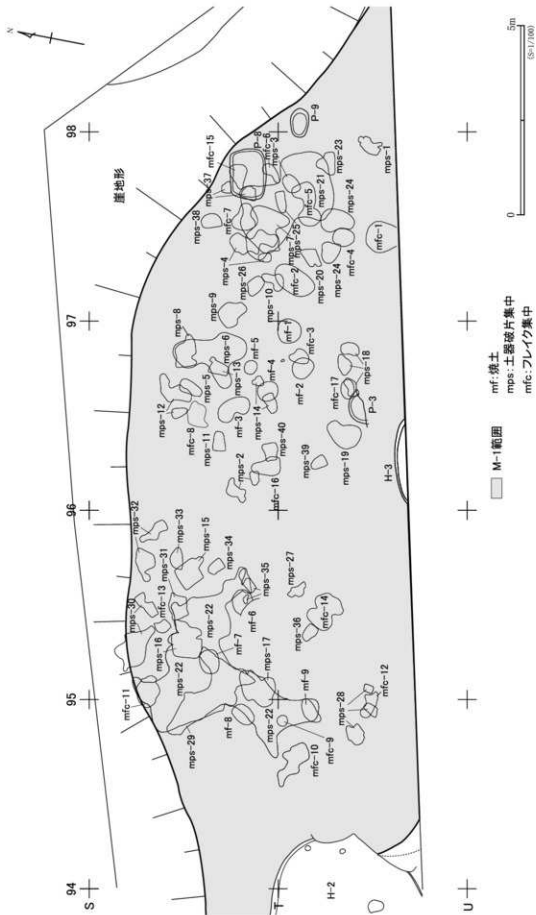 N
崖地形
S
T
U
94
95
96
97
98
5m
0
(S=1/100)
M-1範囲
mf:焼土
mps:土器破片集中
mfc:フレイク集中
P-9
mps-1
P-8
mfc-6
mps-3
mfc-15
mps-37
mps-23
mps-21
mfc-5
mps-24
mfc-7
mps-38
mps-4
mps-7
mps-25
mfc-4
mps-24
mps-20
mfc-1
mfc-2
mps-10
mps-26
mps-9
mps-8
mps-6
mf-1
mf-5
mfc-3
mf-4
mf-2
mps-13
mps-5
mps-14
mf-3
mps-12
mfc-8
mps-11
mps-18
mfc-17
P-3
mps-19
mps-40
mps-39
mfc-16
mps-2
H-3
mps-32
mps-33
mps-15
mps-34
mps-31
mfc-13
mps-30
mps-16
mps-22
mps-22
mf-7
mps-35
mf-6
mps-27
mfc-14
mps-36
mps-17
mf-9
mps-22
mf-8
mfc-11
mps-29
mfc-9
mfc-10
mps-28
mfc-12
H-2